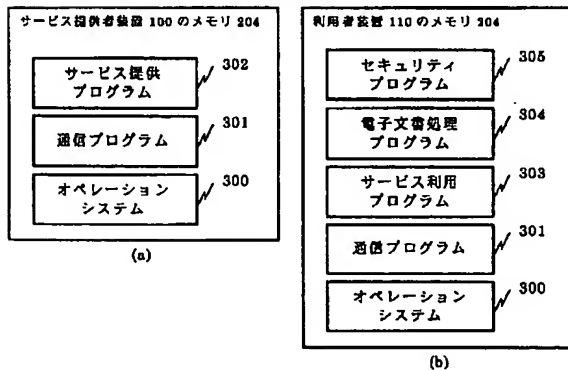 サービス提供者装置 100 のメモリ 204
サービス提供
プログラム
302
通信プログラム
301
オペレーション
システム
300
(a)
利用者装置 110 のメモリ 204
セキュリティ
プログラム
305
電子文書処理
プログラム
304
サービス利用
プログラム
303
通信プログラム
301
オペレーション
システム
300
(b)